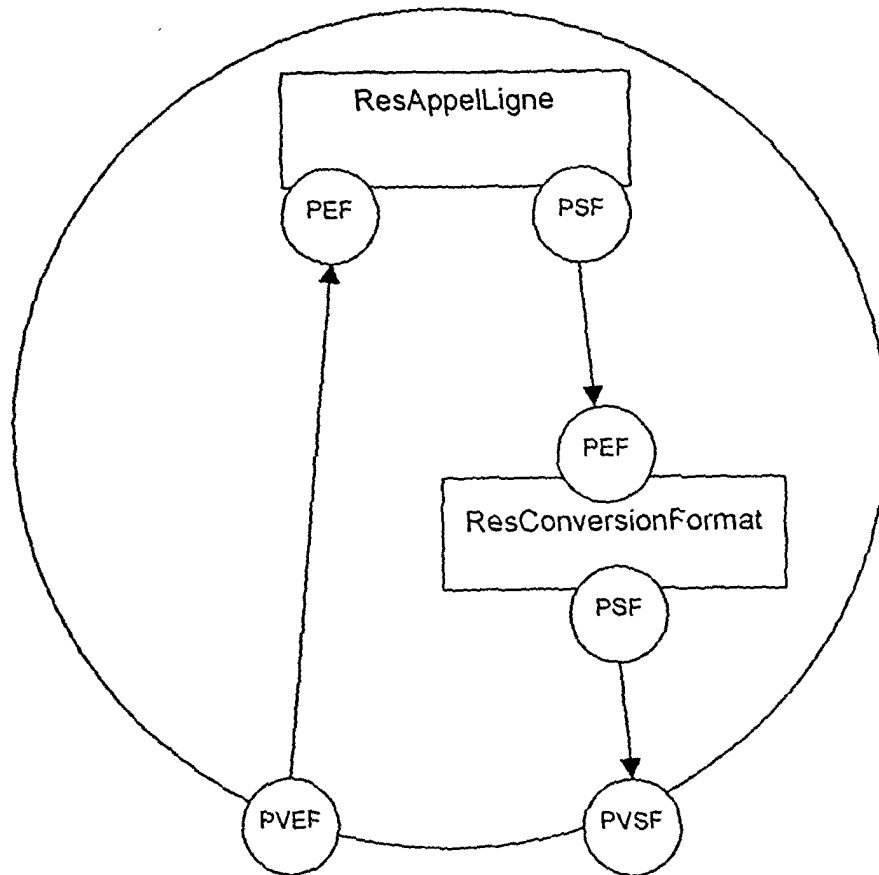 ResAppelLigne
PEF
PSF
PEF
ResConversionFormat
PSF
PVEF
PVSF